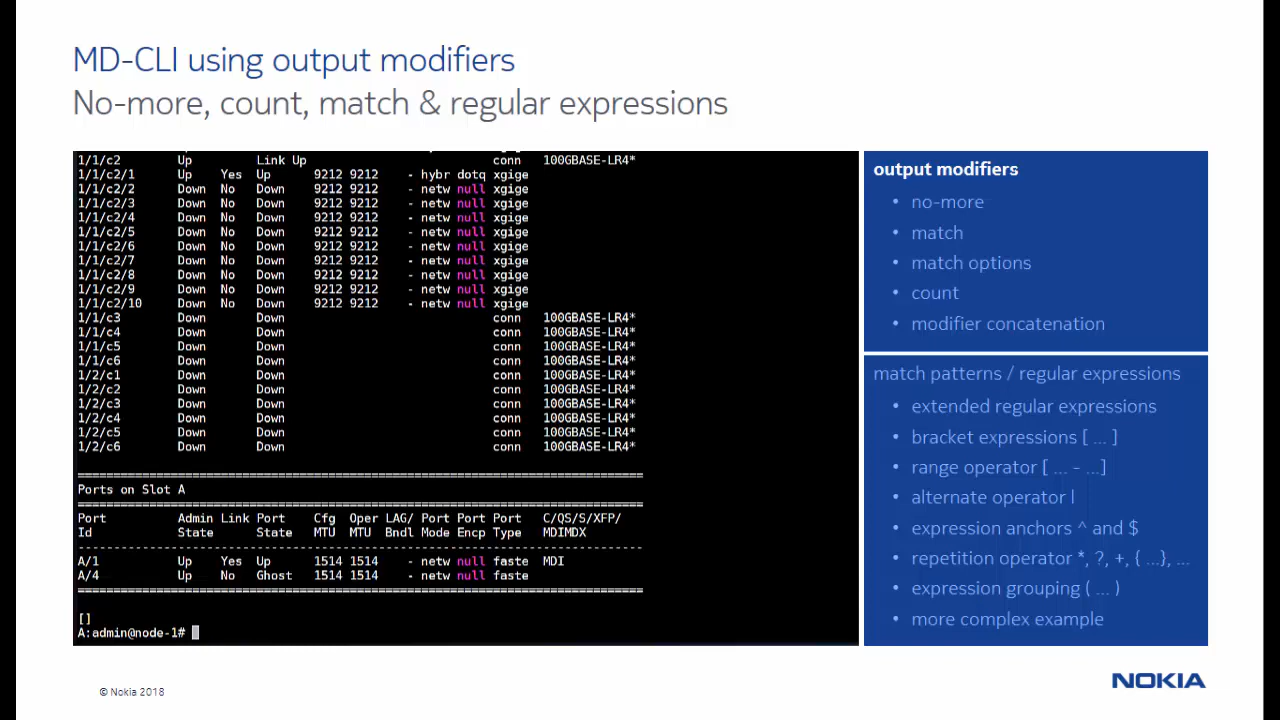 MD-CLI using output modifiers
No-more, count, match & regular expressions
1/1/c2 Up Link Up conn 100GBASE-LR4*
1/1/c2/1 Up Yes Up 9212 9212 - hybr dotq xgige
1/1/c2/2 Down No Down 9212 9212 - netw null xgige
1/1/c2/3 Down No Down 9212 9212 - netw null xgige
1/1/c2/4 Down No Down 9212 9212 - netw null xgige
1/1/c2/5 Down No Down 9212 9212 - netw null xgige
1/1/c2/6 Down No Down 9212 9212 - netw null xgige
1/1/c2/7 Down No Down 9212 9212 - netw null xgige
1/1/c2/8 Down No Down 9212 9212 - netw null xgige
1/1/c2/9 Down No Down 9212 9212 - netw null xgige
1/1/c2/10 Down No Down 9212 9212 - netw null xgige
1/1/c3 Down Down conn 100GBASE-LR4*
1/1/c4 Down Down conn 100GBASE-LR4*
1/1/c5 Down Down conn 100GBASE-LR4*
1/1/c6 Down Down conn 100GBASE-LR4*
1/2/c1 Down Down conn 100GBASE-LR4*
1/2/c2 Down Down conn 100GBASE-LR4*
1/2/c3 Down Down conn 100GBASE-LR4*
1/2/c4 Down Down conn 100GBASE-LR4*
1/2/c5 Down Down conn 100GBASE-LR4*
1/2/c6 Down Down conn 100GBASE-LR4*
===============================================================================
Ports on Slot A
===============================================================================
Port Admin Link Port Cfg Oper LAG/ Port Port Port C/QS/S/XFP/
Id State State MTU MTU Bndl Mode Encp Type MDIMDX
-------------------------------------------------------------------------------
A/1 Up Yes Up 1514 1514 - netw null faste MDI
A/4 Up No Ghost 1514 1514 - netw null faste
===============================================================================
[]
A:admin@node-1#
output modifiers
• no-more
• match
• match options
• count
• modifier concatenation
match patterns / regular expressions
• extended regular expressions
• bracket expressions [ ... ]
• range operator [ ... - ...]
• alternate operator |
• expression anchors ^ and $
• repetition operator *, ?, +, { ...}, ...
• expression grouping ( ... )
• more complex example
© Nokia 2018
NOKIA